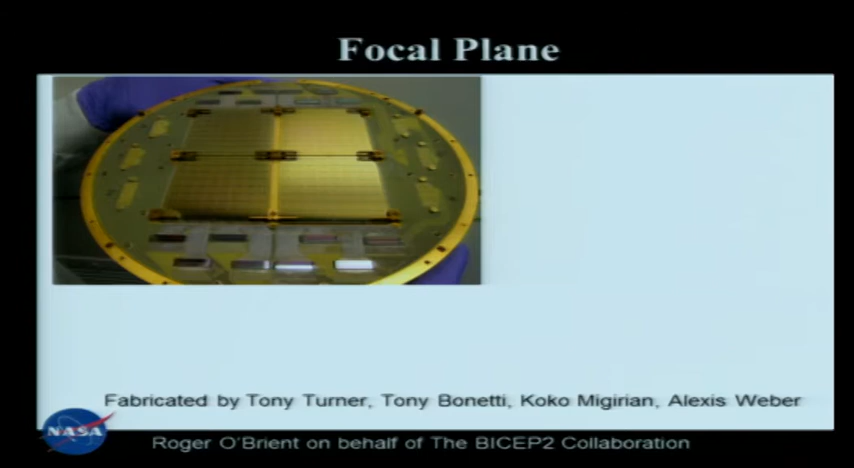 Focal Plane
Fabricated by Tony Turner, Tony Bonetti, Koko Migirian, Alexis Weber
NASA
Roger O'Brient on behalf of The BICEP2 Collaboration